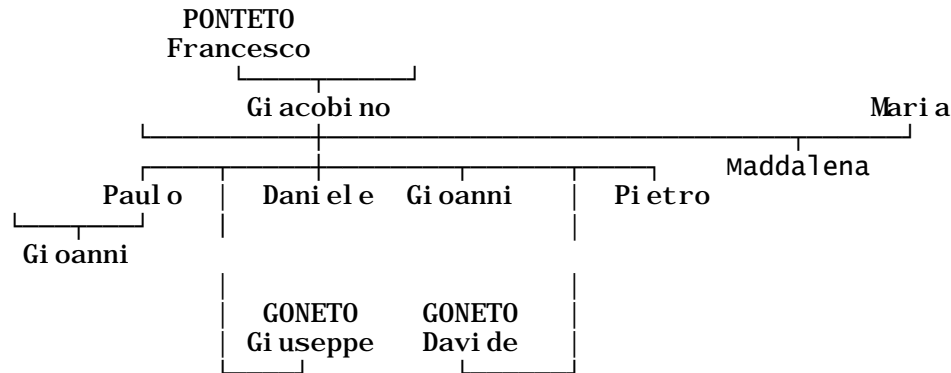 PONTETO
Francesco
Giacobino Maria
Maddalena
Paulo Daniele Gioanni Pietro
Gioanni
GONETO GONETO
Giuseppe Davide